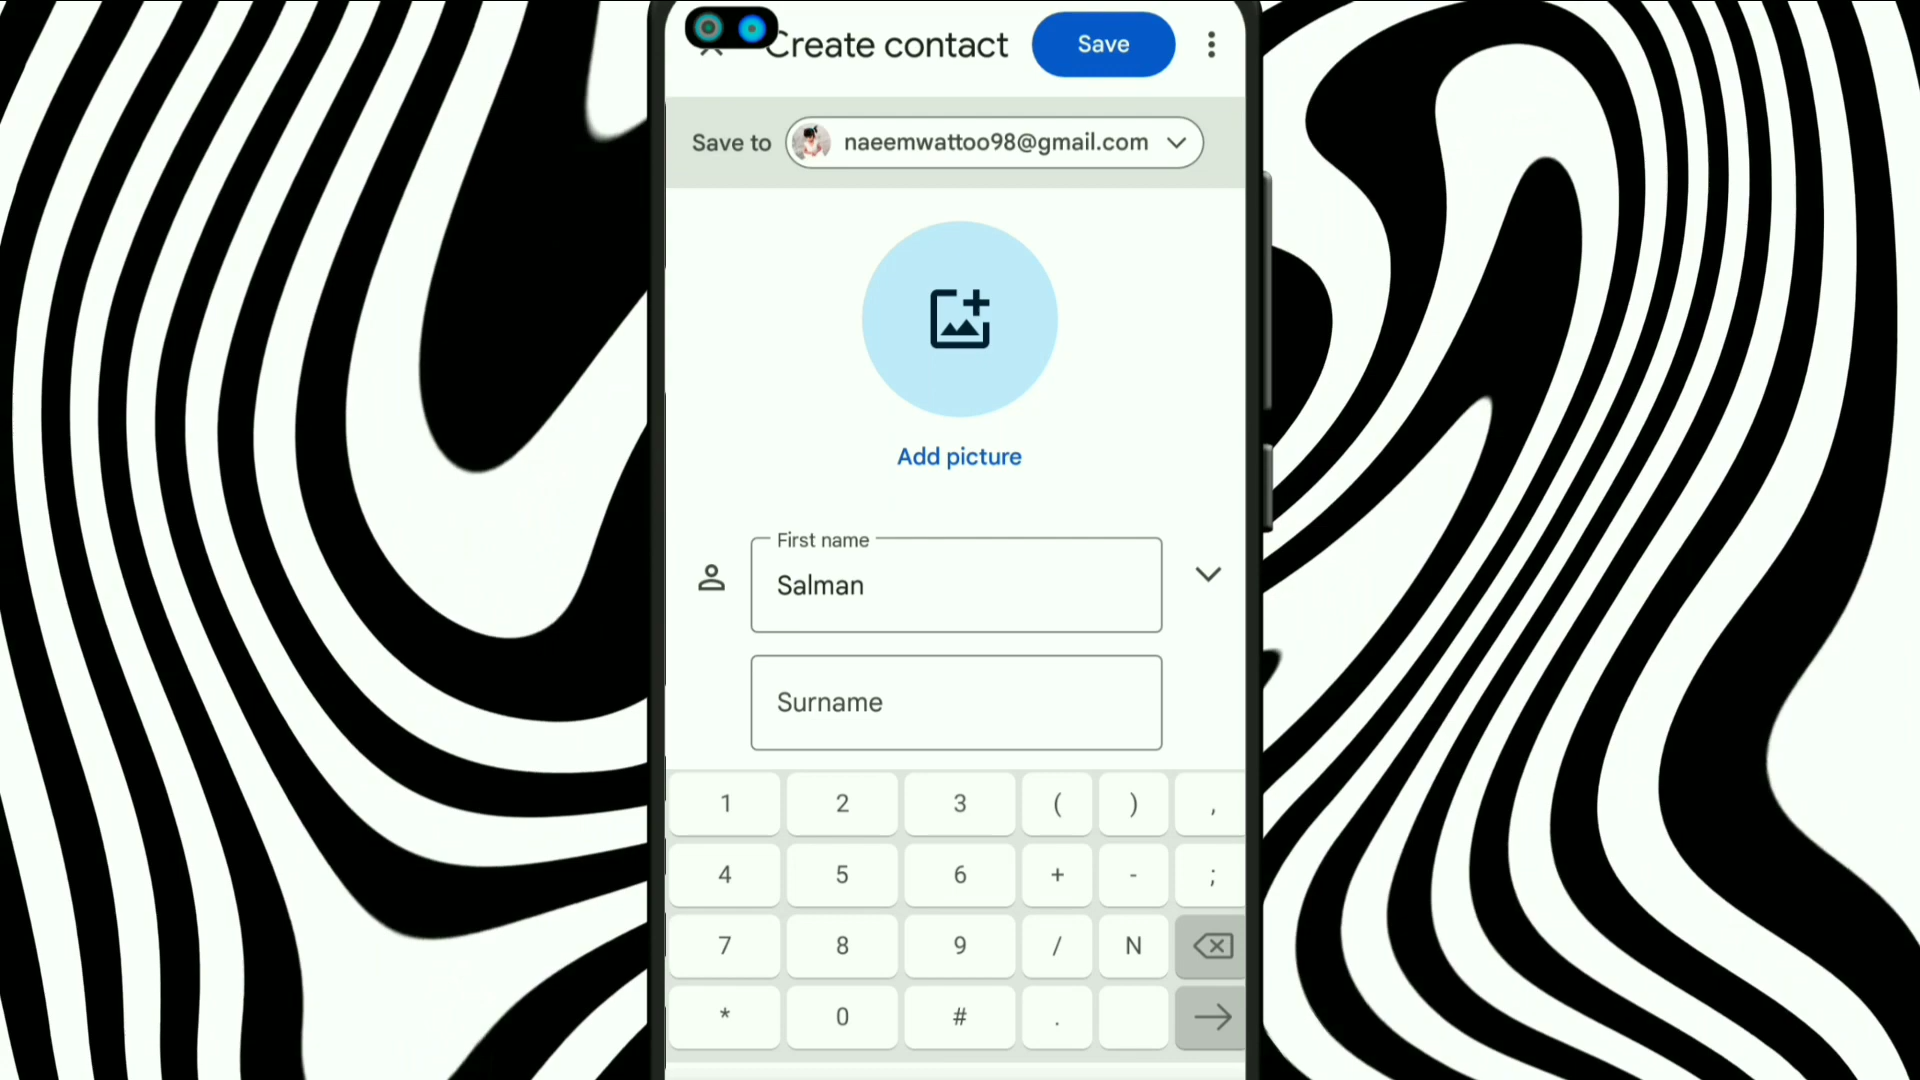 Create contact
Save
Save to
naeemwattoo98@gmail.com
Add picture
First name
Salman
Surname
1 2 3 ( ) ,
4 5 6 + - ;
7 8 9 / N
* 0 # .